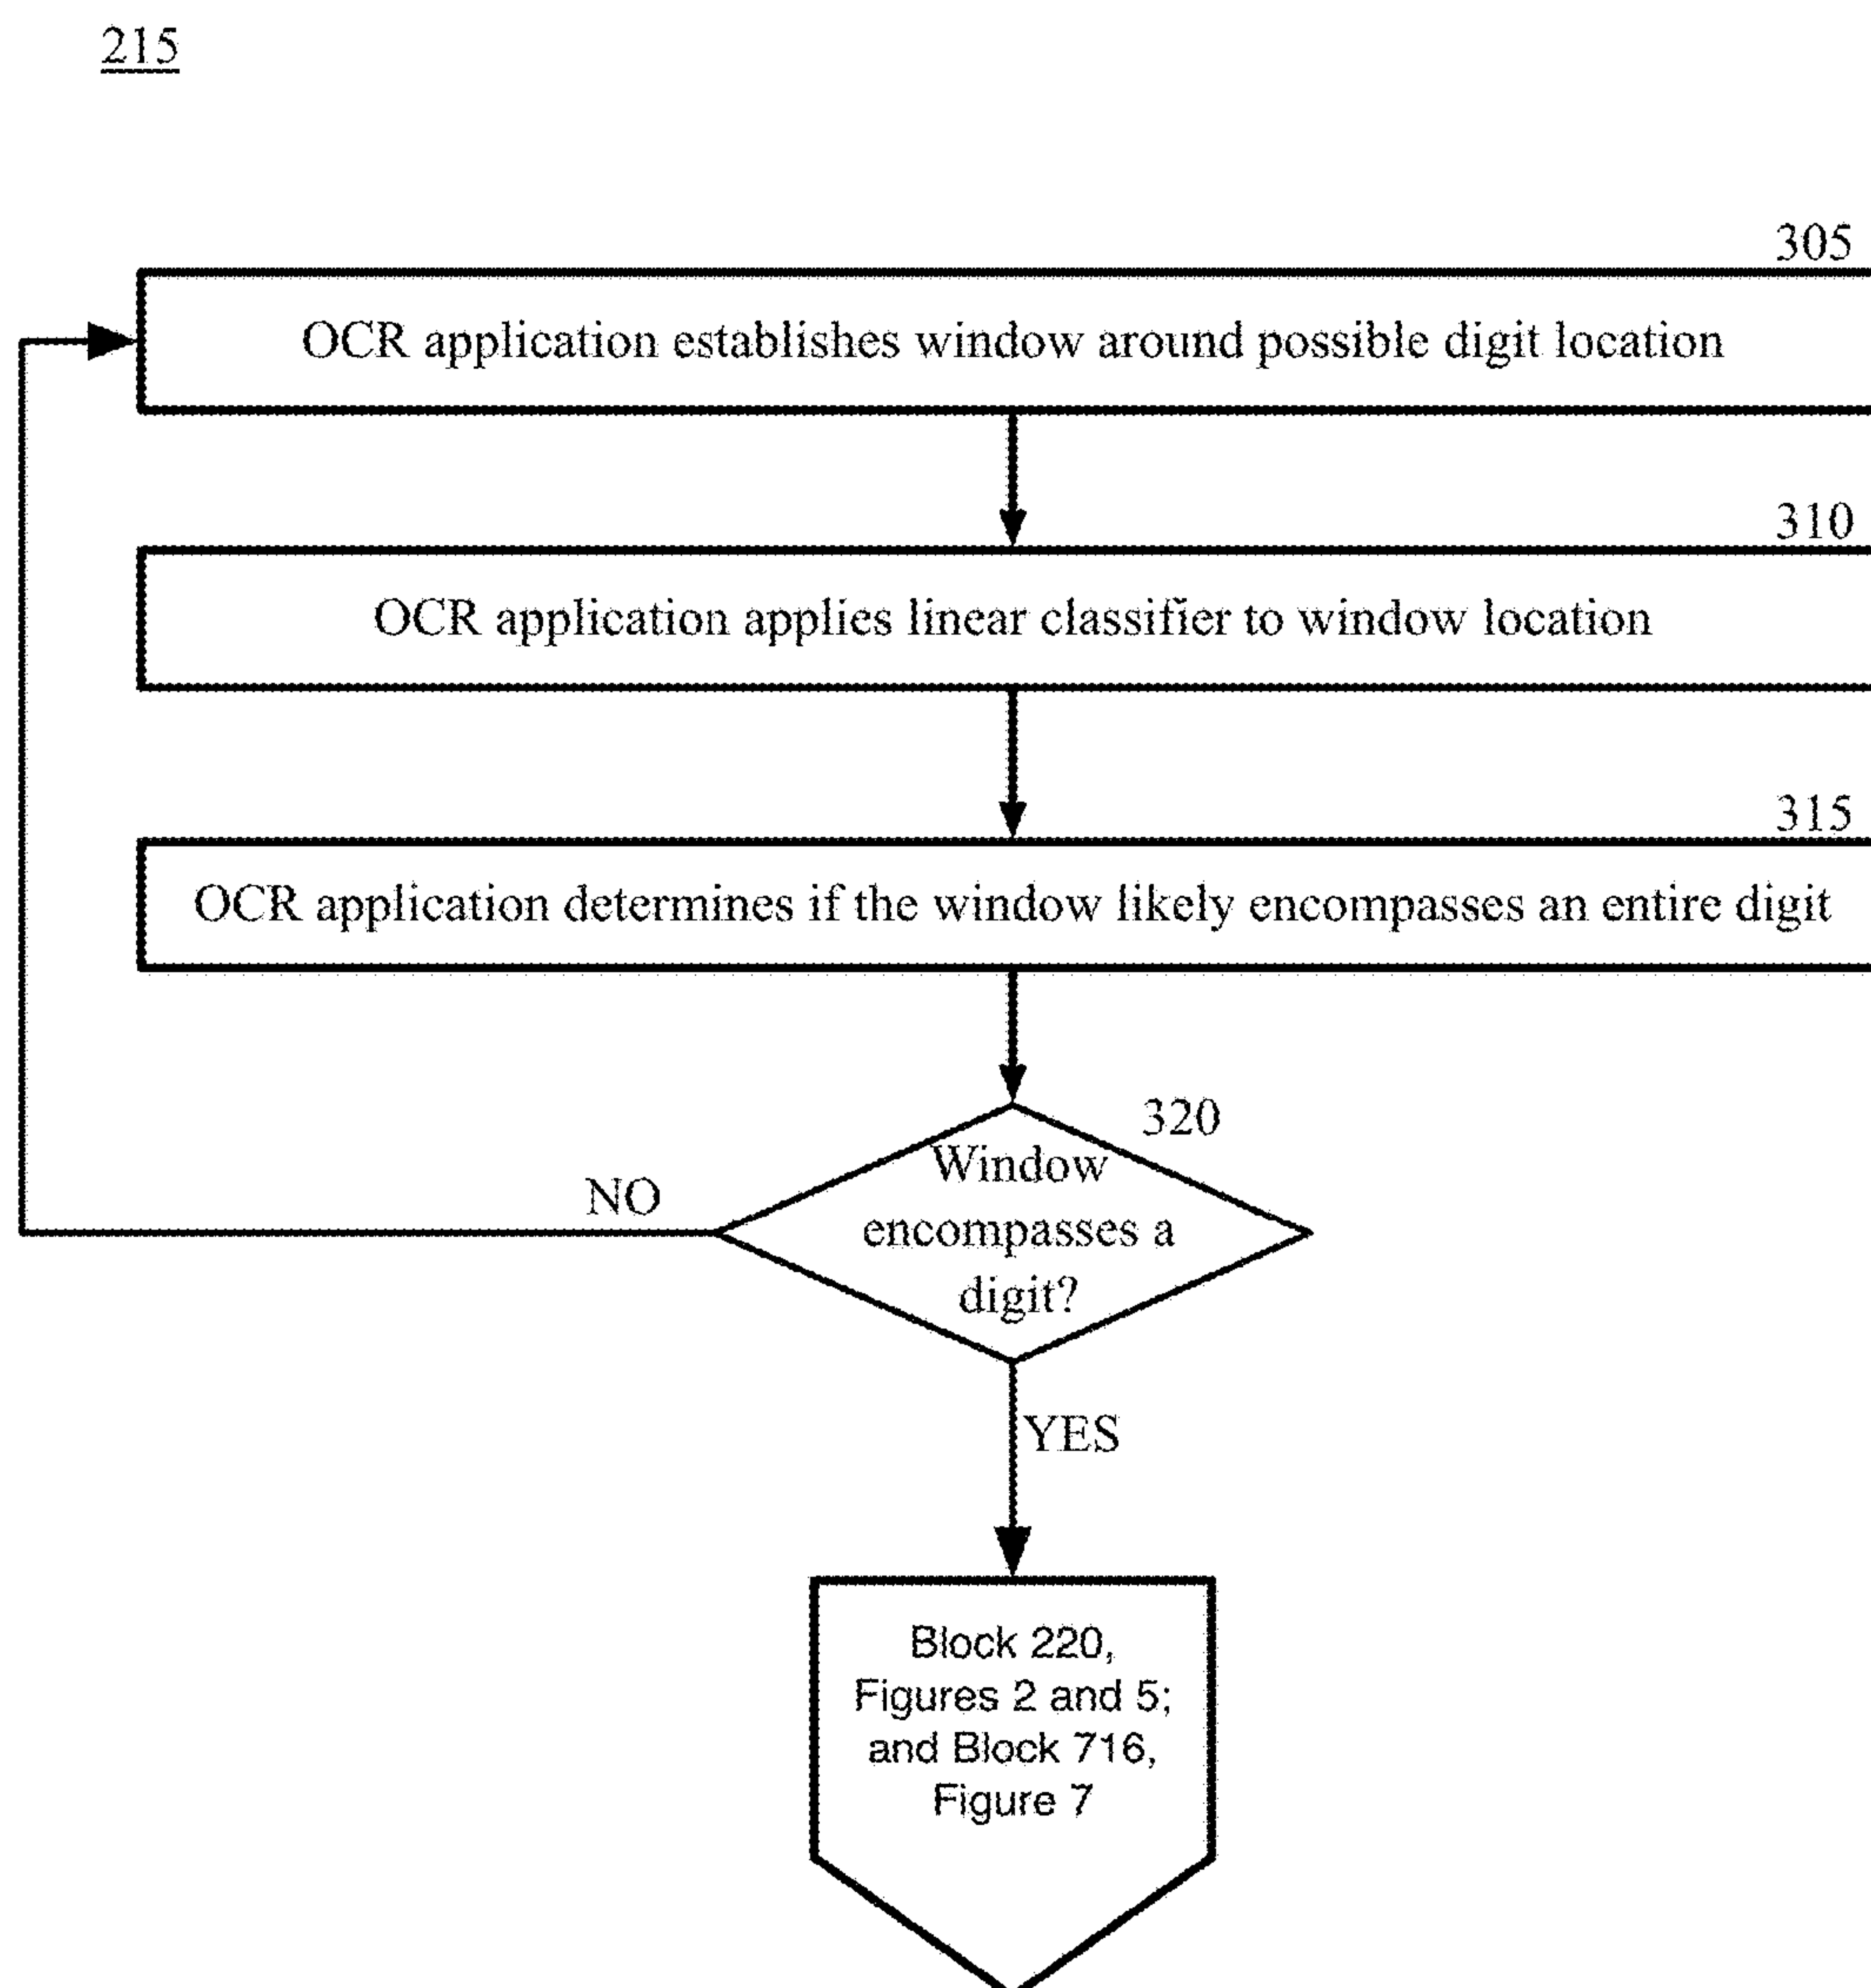 215
305
OCR application establishes window around possible digit location
310
OCR application applies linear classifier to window location
315
OCR application determines if the window likely encompasses an entire digit
320
Window
encompasses a
digit?
NO
YES
Block 220,
Figures 2 and 5;
and Block 716,
Figure 7